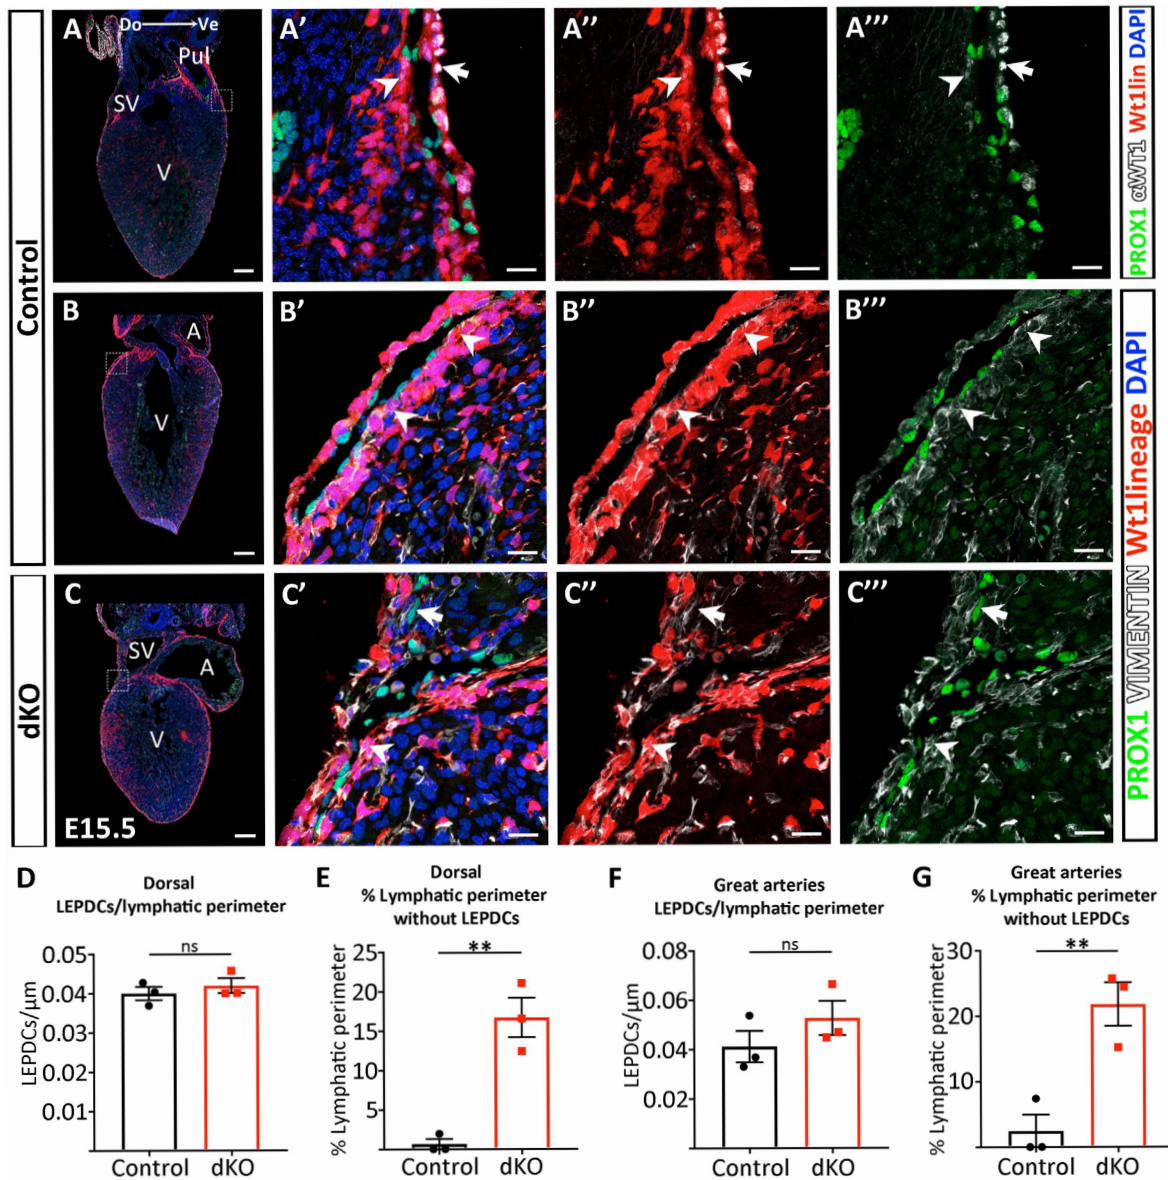 Control
dKO
A
Do
Ve
Pul
SV
V
A′
A′′
A′′′
PROX1 αWT1 Wt1lin DAPI
B
A
V
B′
B′′
B′′′
C
SV
A
V
E15.5
C′
C′′
C′′′
PROX1 VIMENTIN Wt1lineage DAPI
D
Dorsal
LEPDCs/lymphatic perimeter
ns
LEPDCs/µm
0.05
0.04
0.03
0.02
0.01
Control
dKO
E
Dorsal
% Lymphatic perimeter
without LEPDCs
**
% Lymphatic perimeter
25
20
15
10
5
Control
dKO
F
Great arteries
LEPDCs/lymphatic perimeter
ns
LEPDCs/µm
0.08
0.06
0.04
0.02
Control
dKO
G
Great arteries
% Lymphatic perimeter
without LEPDCs
**
% Lymphatic perimeter
30
20
10
Control
dKO